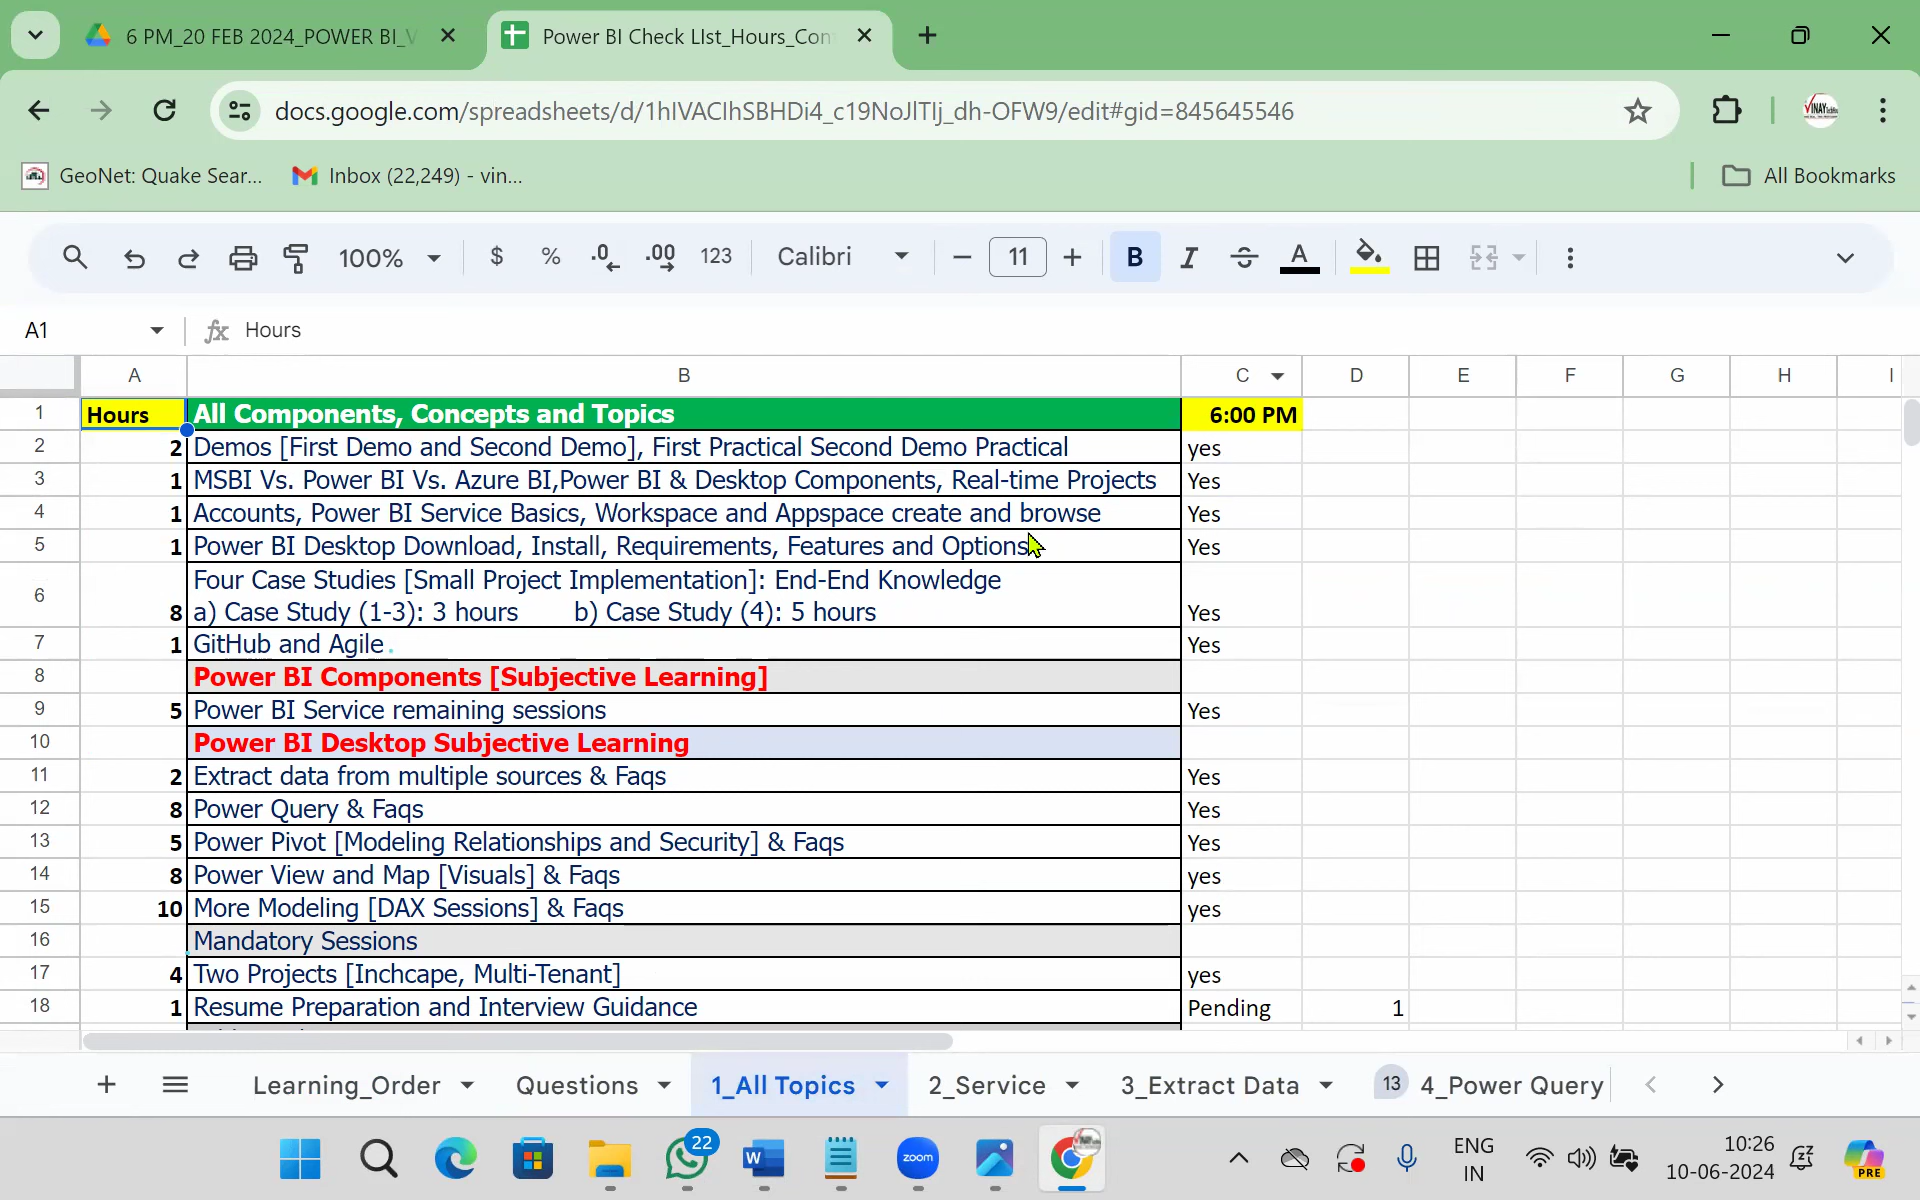 6 PM_20 FEB 2024_POWER BI_V
Power BI Check LIst_Hours_Con
docs.google.com/spreadsheets/d/1hIVACIhSBHDi4_c19NoJlTIj_dh-OFW9/edit#gid=845645546
GeoNet: Quake Sear...
Inbox (22,249) - vin...
All Bookmarks
100%
$ % .0 .00 123
Calibri
11
B I A
A1
fx Hours
A B C D E F G H I
1 Hours All Components, Concepts and Topics 6:00 PM
2 2 Demos [First Demo and Second Demo], First Practical Second Demo Practical yes
3 1 MSBI Vs. Power BI Vs. Azure BI,Power BI & Desktop Components, Real-time Projects Yes
4 1 Accounts, Power BI Service Basics, Workspace and Appspace create and browse Yes
5 1 Power BI Desktop Download, Install, Requirements, Features and Options Yes
6 Four Case Studies [Small Project Implementation]: End-End Knowledge
8 a) Case Study (1-3): 3 hours b) Case Study (4): 5 hours Yes
7 1 GitHub and Agile. Yes
8 Power BI Components [Subjective Learning]
9 5 Power BI Service remaining sessions Yes
10 Power BI Desktop Subjective Learning
11 2 Extract data from multiple sources & Faqs Yes
12 8 Power Query & Faqs Yes
13 5 Power Pivot [Modeling Relationships and Security] & Faqs Yes
14 8 Power View and Map [Visuals] & Faqs yes
15 10 More Modeling [DAX Sessions] & Faqs yes
16 Mandatory Sessions
17 4 Two Projects [Inchcape, Multi-Tenant] yes
18 1 Resume Preparation and Interview Guidance Pending 1
Learning_Order
Questions
1_All Topics
2_Service
3_Extract Data
13 4_Power Query
22
W
zoom
ENG
IN
10:26
10-06-2024
PRE